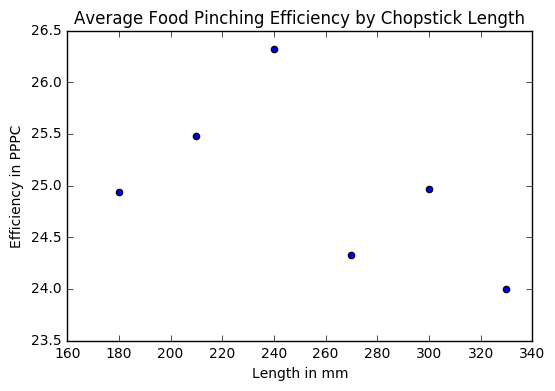 Average Food Pinching Efficiency by Chopstick Length
26.5
26.0
25.5
25.0
24.5
24.0
23.5
Efficiency in PPPC
160 180 200 220 240 260 280 300 320 340
Length in mm